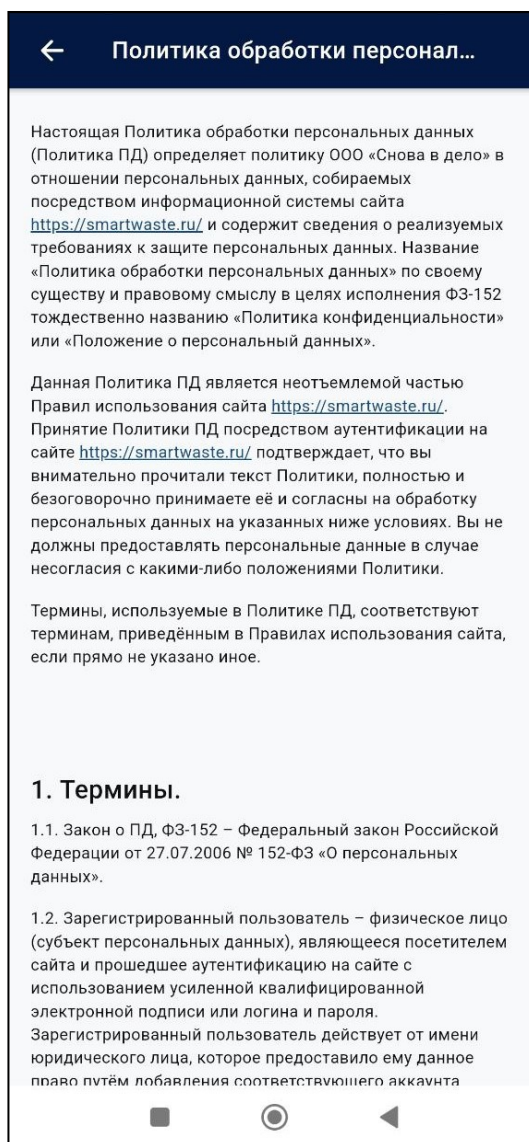 Политика обработки персонал...
Настоящая Политика обработки персональных данных
(Политика ПД) определяет политику ООО «Снова в дело» в
отношении персональных данных, собираемых
посредством информационной системы сайта
https://smartwaste.ru/ и содержит сведения о реализуемых
требованиях к защите персональных данных. Название
«Политика обработки персональных данных» по своему
существу и правовому смыслу в целях исполнения ФЗ-152
тождественно названию «Политика конфиденциальности»
или «Положение о персональный данных».
Данная Политика ПД является неотъемлемой частью
Правил использования сайта https://smartwaste.ru/.
Принятие Политики ПД посредством аутентификации на
сайте https://smartwaste.ru/ подтверждает, что вы
внимательно прочитали текст Политики, полностью и
безоговорочно принимаете её и согласны на обработку
персональных данных на указанных ниже условиях. Вы не
должны предоставлять персональные данные в случае
несогласия с какими-либо положениями Политики.
Термины, используемые в Политике ПД, соответствуют
терминам, приведённым в Правилах использования сайта,
если прямо не указано иное.
1. Термины.
1.1. Закон о ПД, ФЗ-152 – Федеральный закон Российской
Федерации от 27.07.2006 № 152-ФЗ «О персональных
данных».
1.2. Зарегистрированный пользователь – физическое лицо
(субъект персональных данных), являющееся посетителем
сайта и прошедшее аутентификацию на сайте с
использованием усиленной квалифицированной
электронной подписи или логина и пароля.
Зарегистрированный пользователь действует от имени
юридического лица, которое предоставило ему данное
право путём добавления соответствующего аккаунта